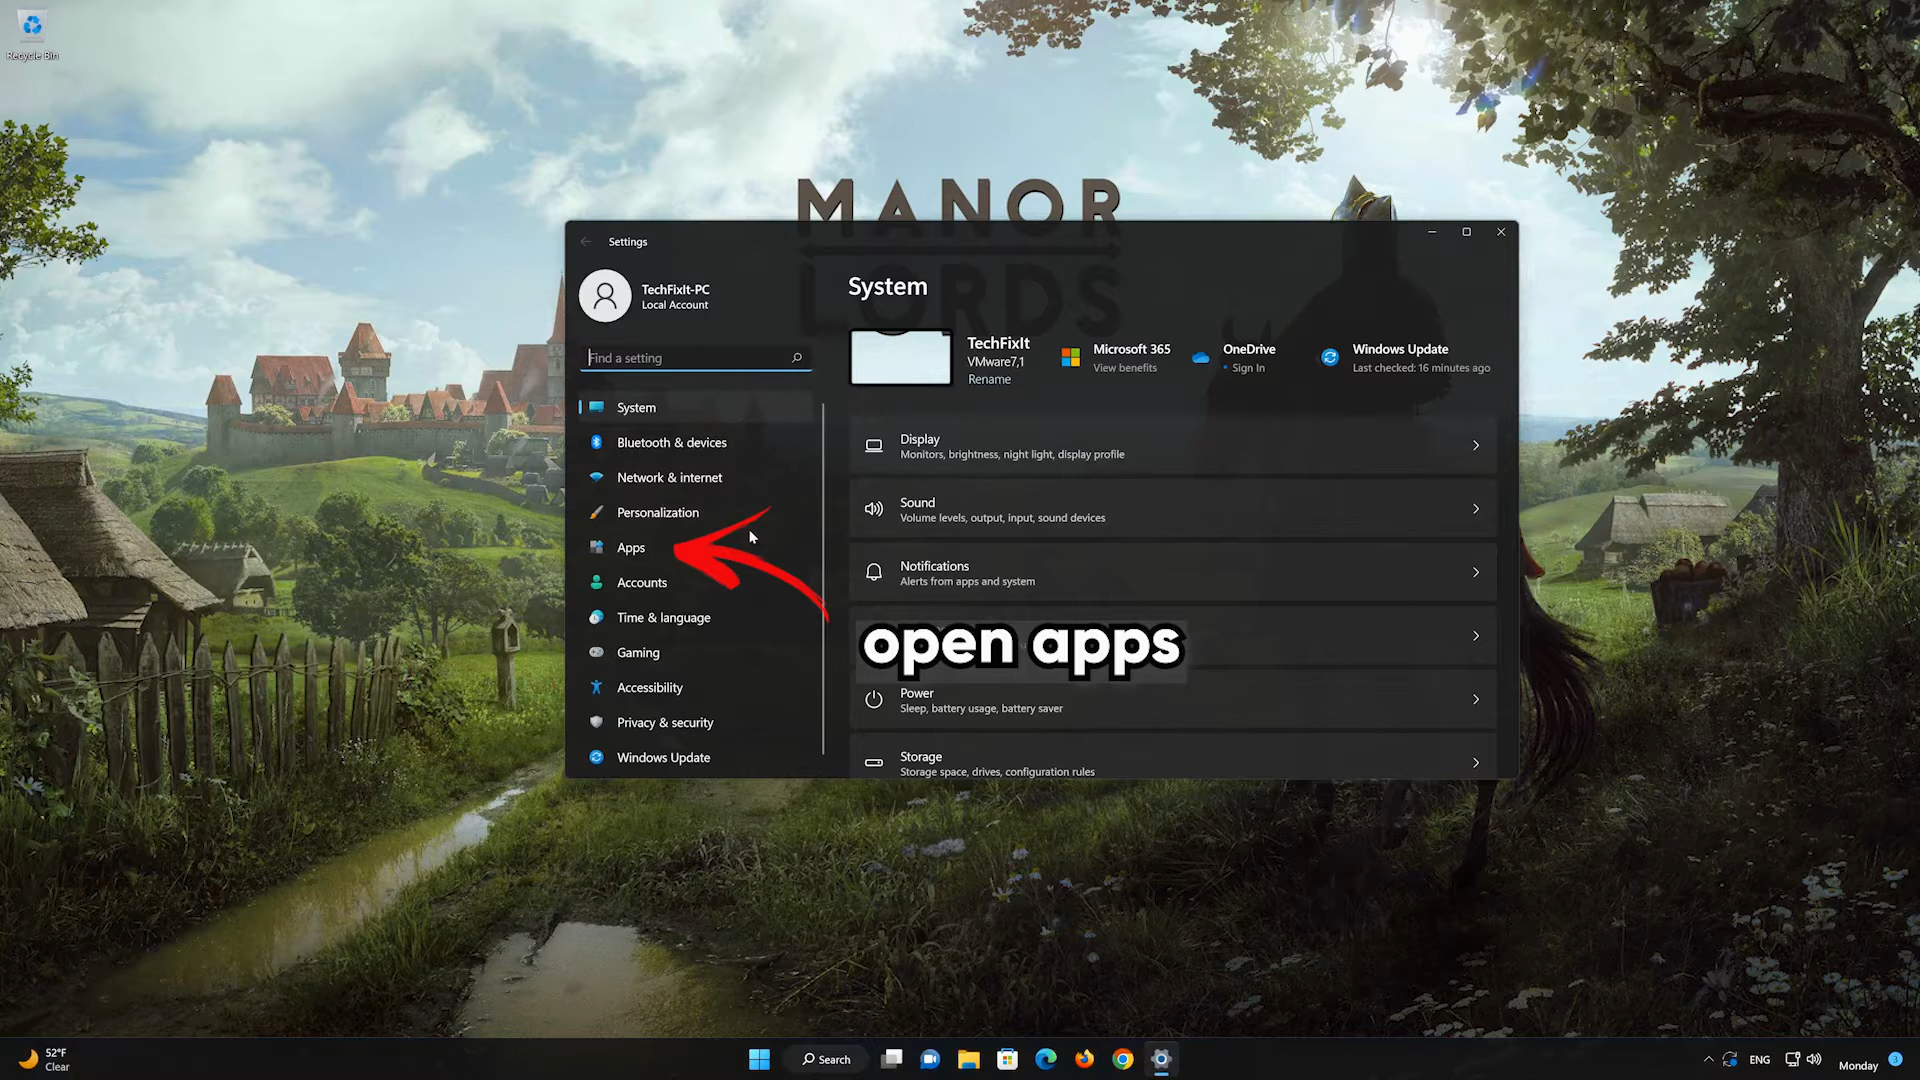 Recycle Bin
MANOR
LORDS
Settings
TechFixIt-PC
Local Account
Find a setting
System
Bluetooth & devices
Network & internet
Personalization
Apps
Accounts
Time & language
Gaming
Accessibility
Privacy & security
Windows Update
System
TechFixIt
VMware7,1
Rename
Microsoft 365
View benefits
OneDrive
Sign In
Windows Update
Last checked: 16 minutes ago
Display
Monitors, brightness, night light, display profile
Sound
Volume levels, output, input, sound devices
Notifications
Alerts from apps and system
open apps
Power
Sleep, battery usage, battery saver
Storage
Storage space, drives, configuration rules
52°F
Clear
Search
ENG
Monday
3